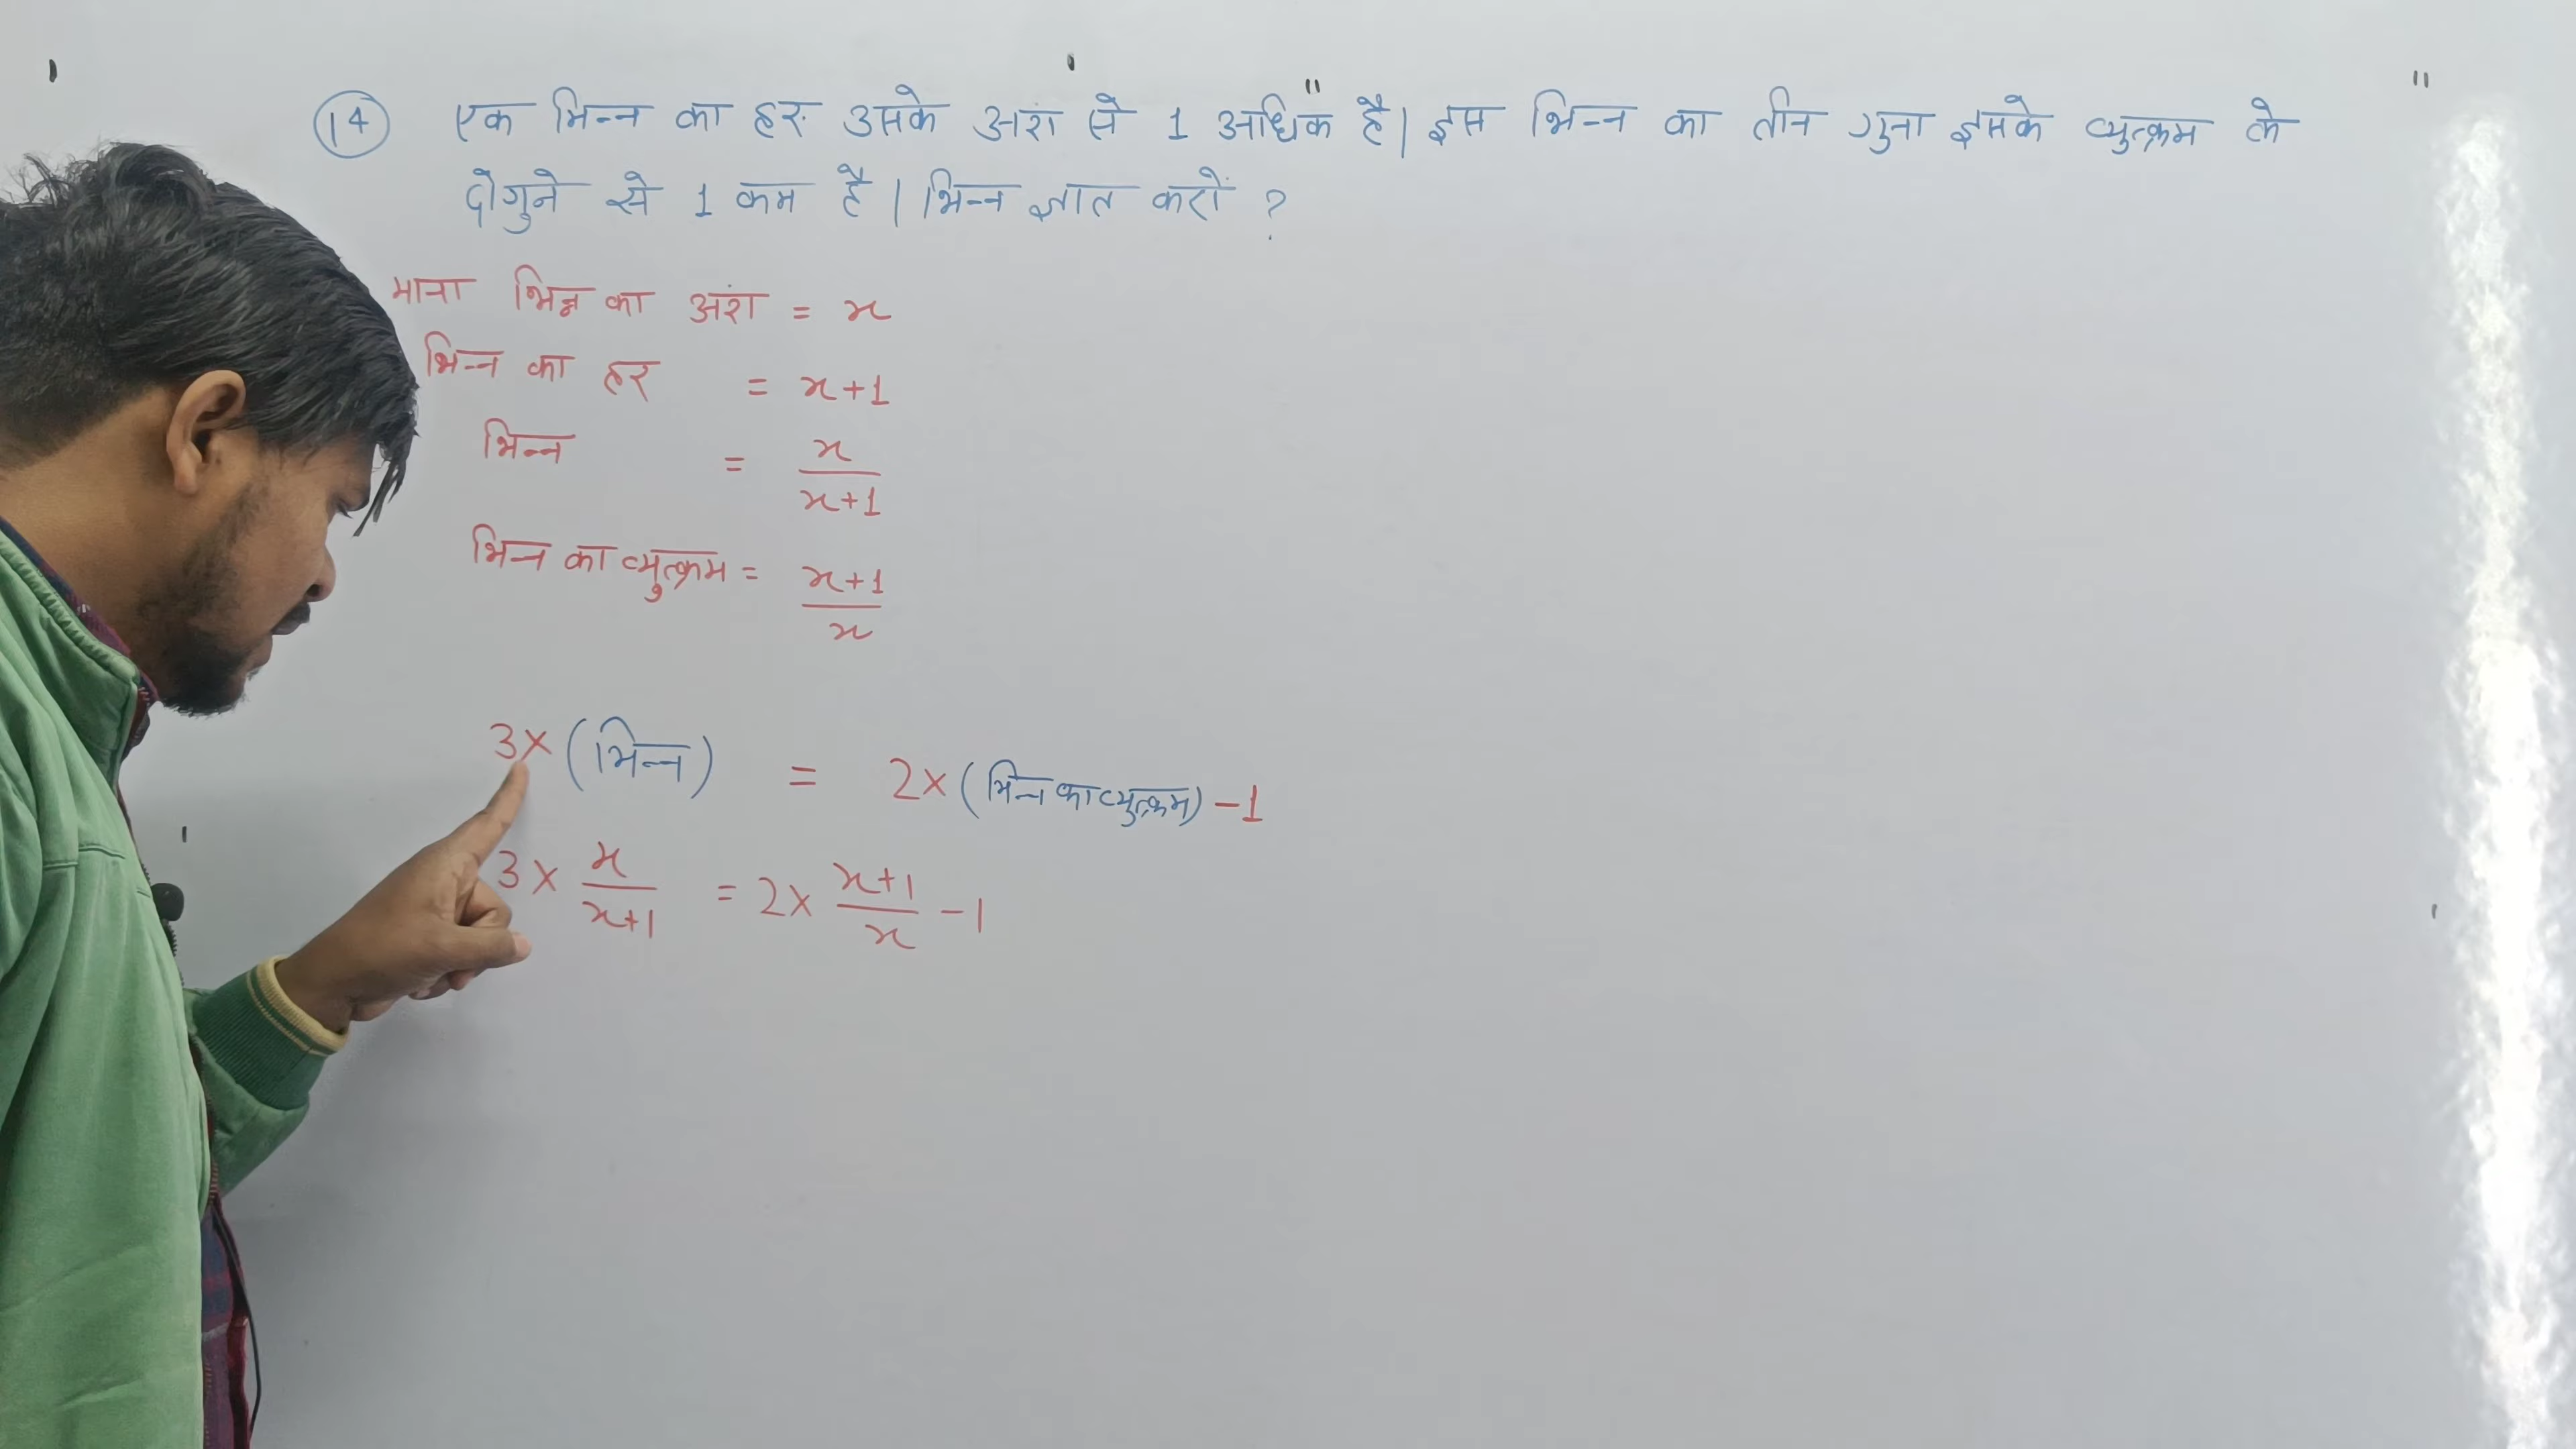 (14) एक भिन्न का हर उसके अंश से 1 अधिक है। इस भिन्न का तीन गुना इसके व्युत्क्रम के
दोगुने से 1 कम है। भिन्न ज्ञात करों ?
माना भिन्न का अंश = x
भिन्न का हर = x+1
भिन्न = x/(x+1)
भिन्न का व्युत्क्रम = (x+1)/x
3×(भिन्न) = 2×(भिन्न का व्युत्क्रम) -1
3× x/(x+1) = 2× (x+1)/x -1